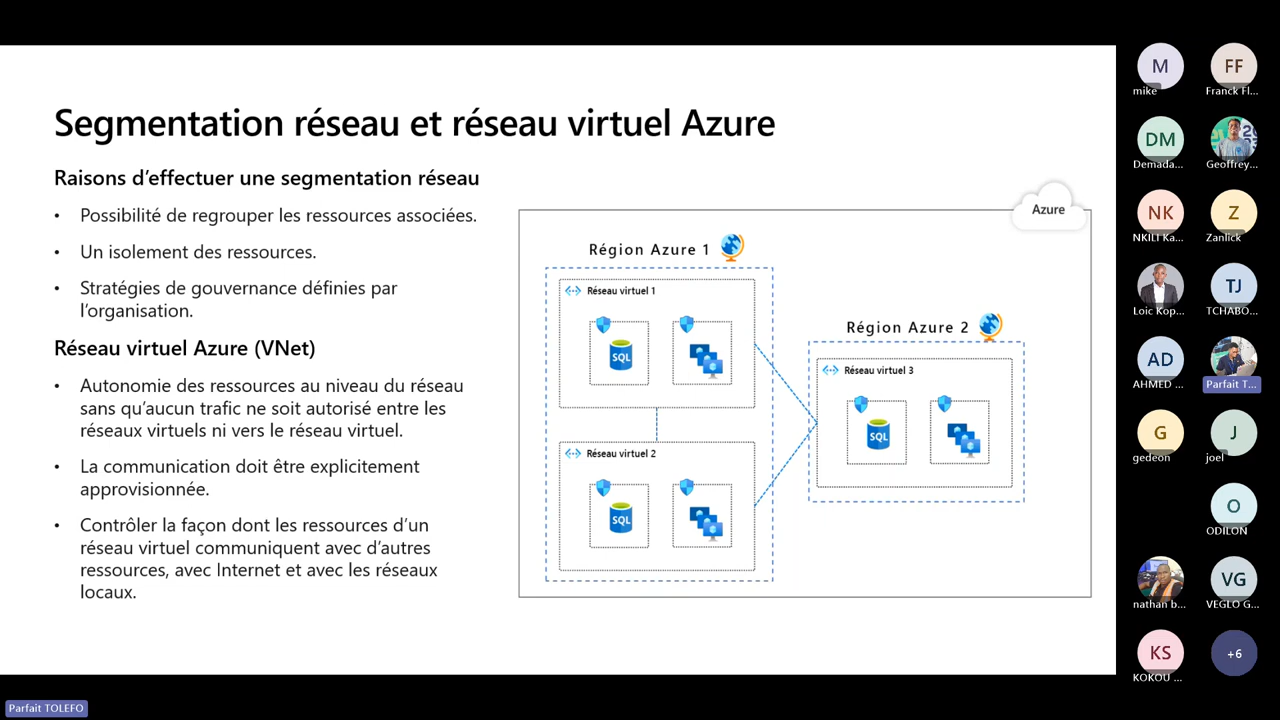 Segmentation réseau et réseau virtuel Azure
Raisons d'effectuer une segmentation réseau
• Possibilité de regrouper les ressources associées.
• Un isolement des ressources.
• Stratégies de gouvernance définies par
l'organisation.
Réseau virtuel Azure (VNet)
• Autonomie des ressources au niveau du réseau
sans qu'aucun trafic ne soit autorisé entre les
réseaux virtuels ni vers le réseau virtuel.
• La communication doit être explicitement
approvisionnée.
• Contrôler la façon dont les ressources d'un
réseau virtuel communiquent avec d'autres
ressources, avec Internet et avec les réseaux
locaux.
Azure
Région Azure 1
Réseau virtuel 1
SQL
Réseau virtuel 2
SQL
Région Azure 2
Réseau virtuel 3
SQL
M
mike
FF
Franck Fl...
DM
Demada...
Geoffrey...
NK
NKILI Ka...
Z
Zanlick
Loic Kop...
TJ
TCHABO...
AD
AHMED ...
Parfait T...
G
gedeon
J
joel
O
ODILON
nathan b...
VG
VEGLO G...
KS
KOKOU ...
+6
Parfait TOLEFO